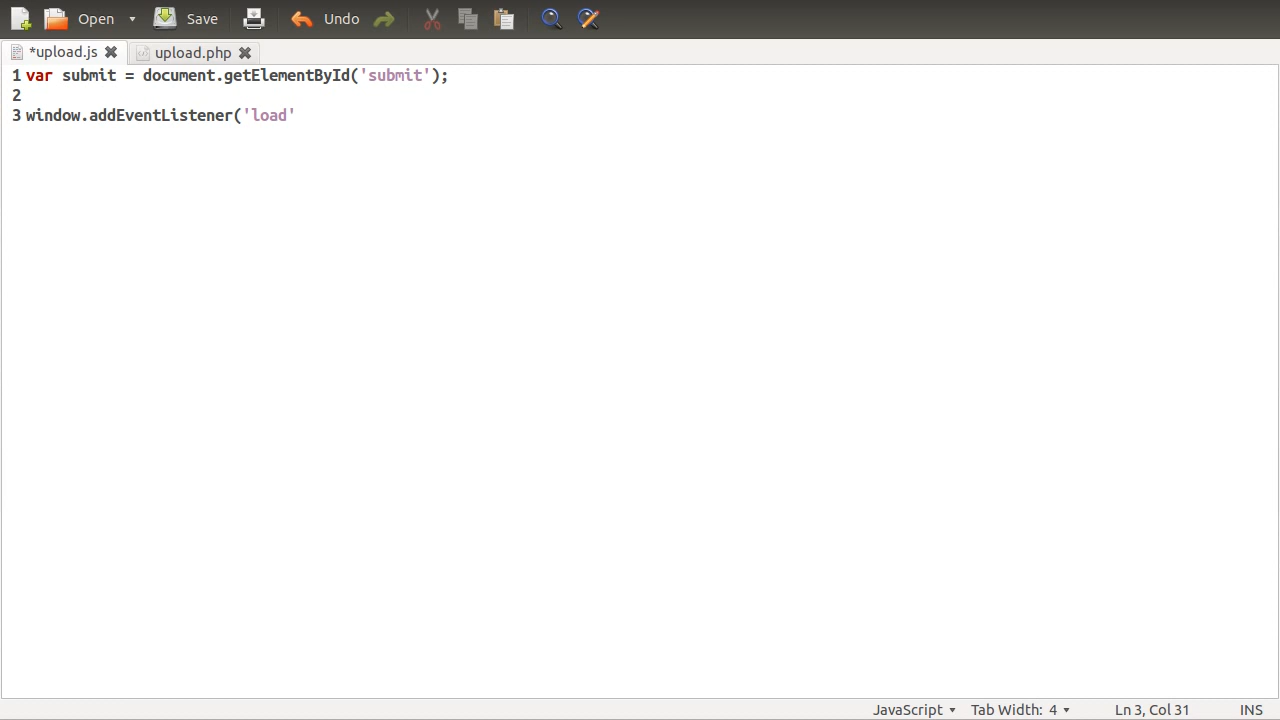 Open Save Undo
*upload.js upload.php
1 var submit = document.getElementById('submit');
2
3 window.addEventListener('load'
JavaScript Tab Width: 4 Ln 3, Col 31 INS